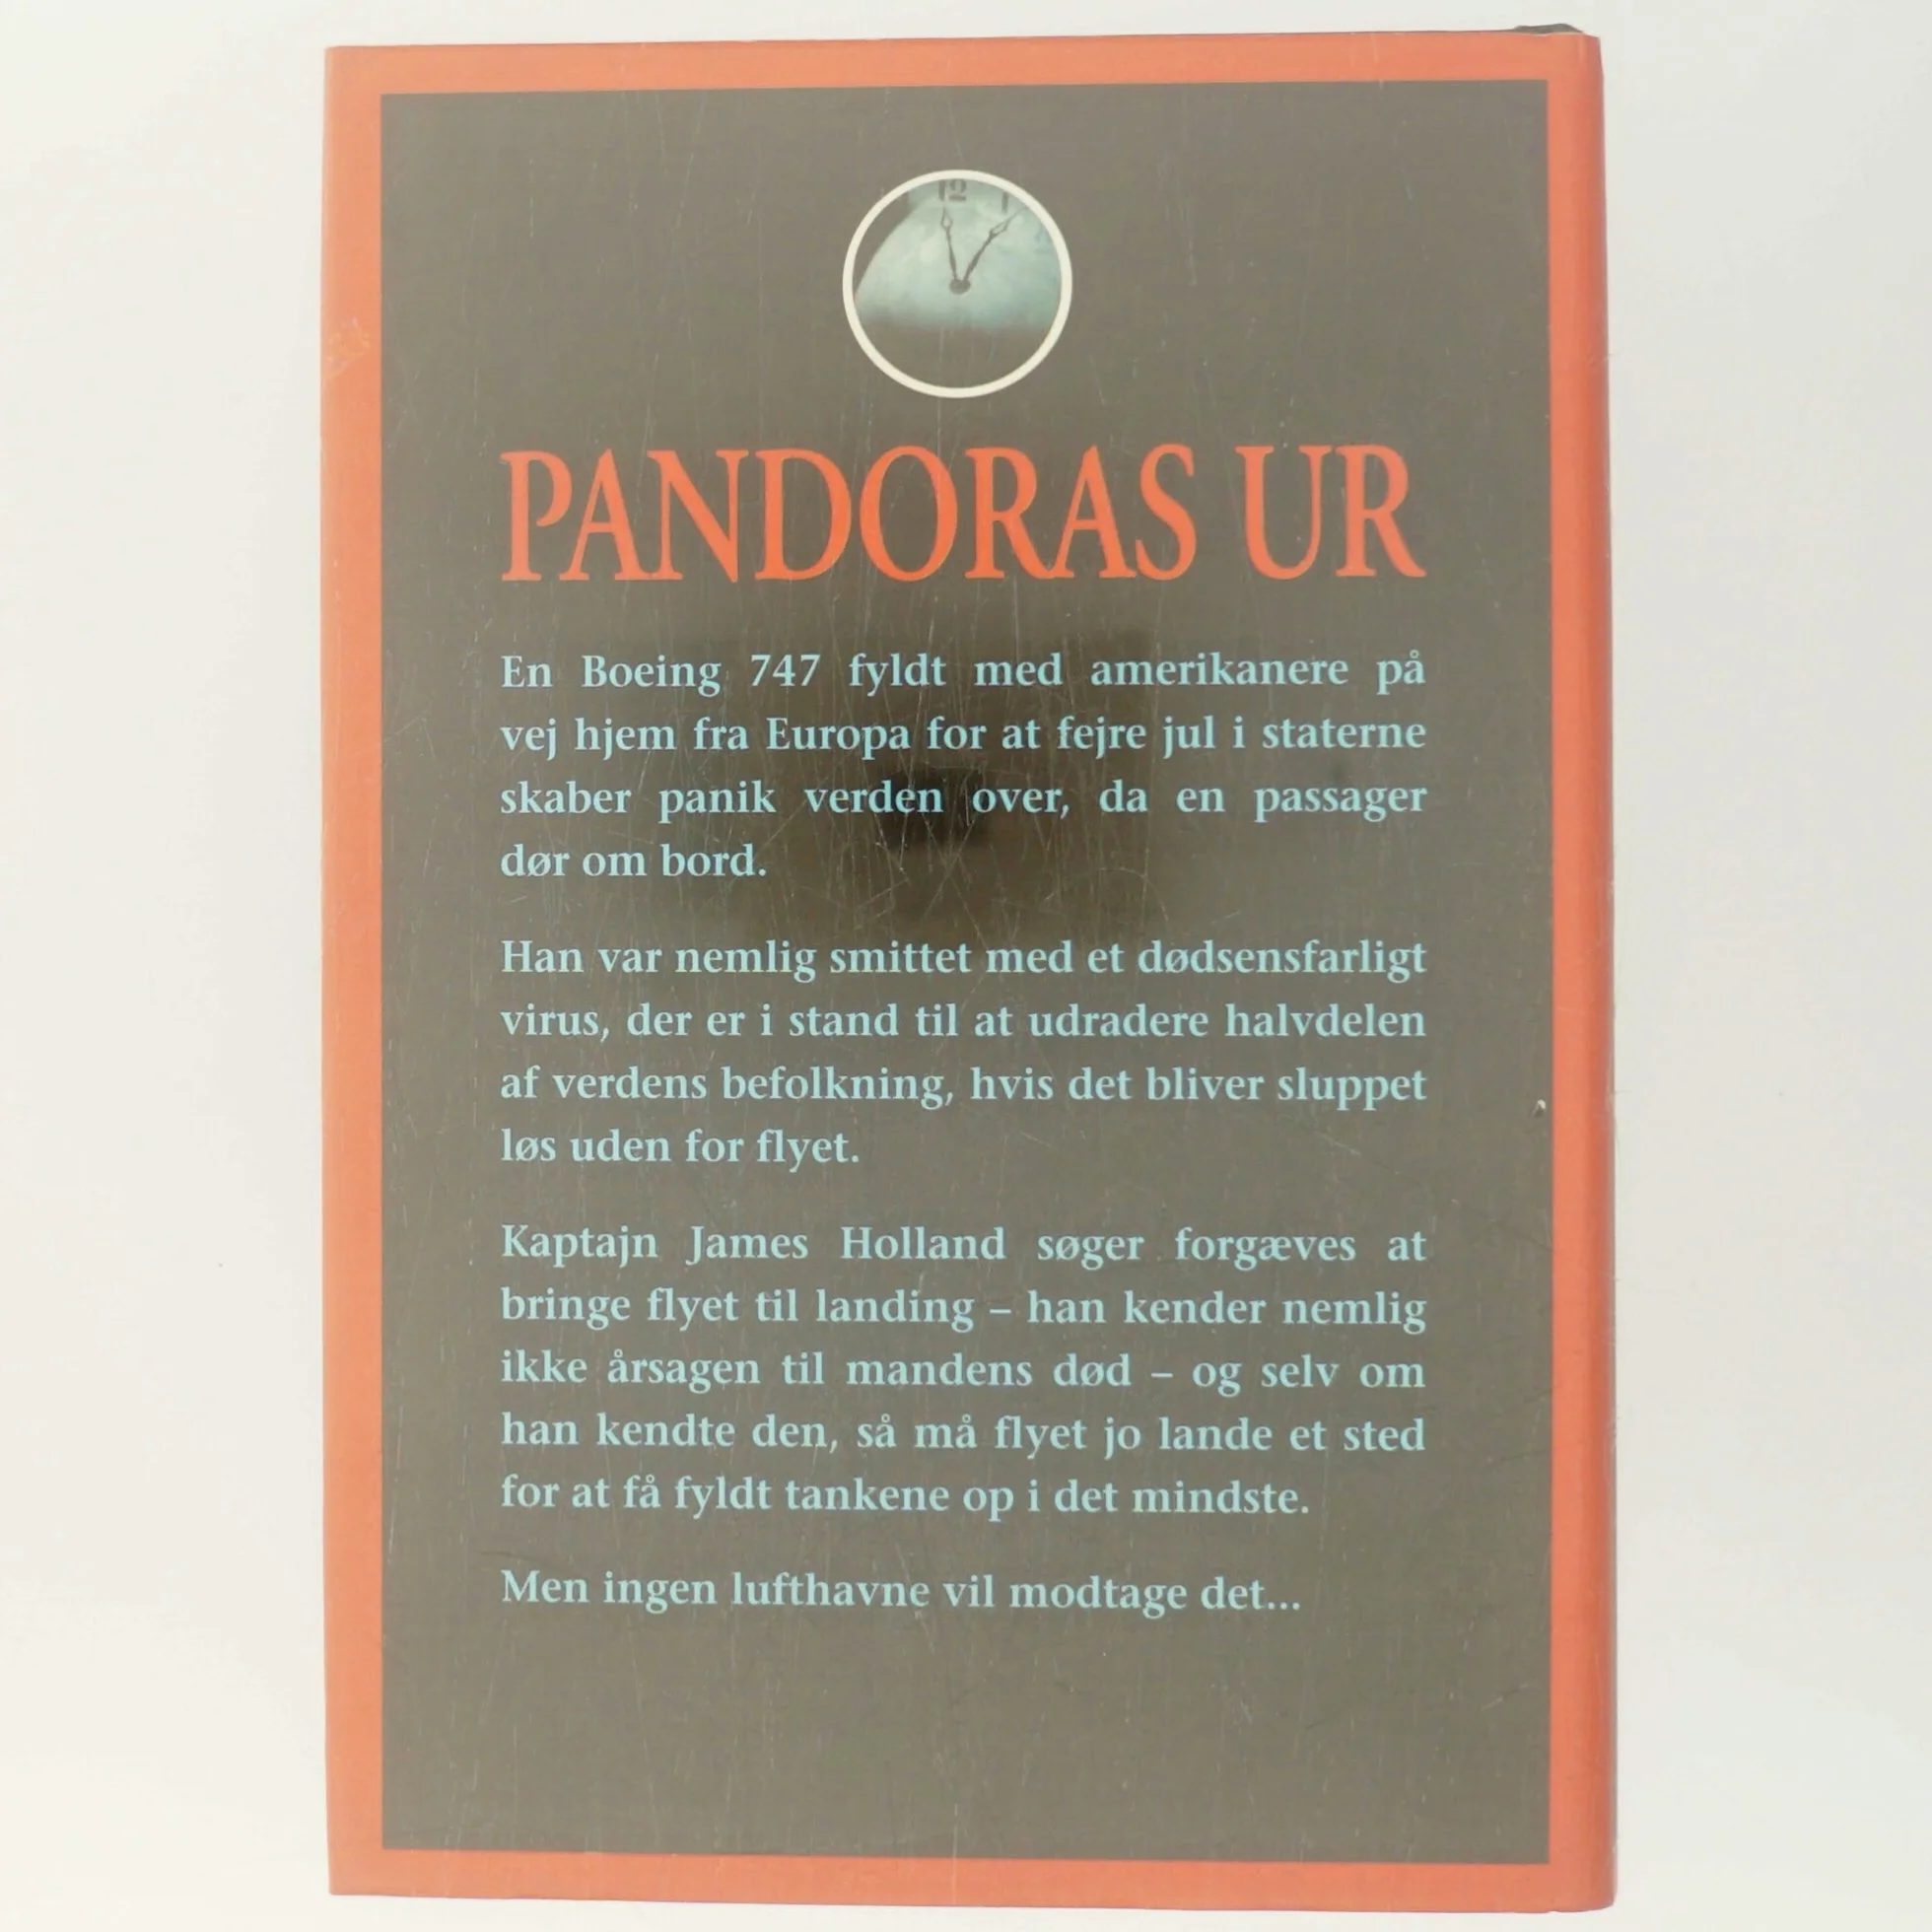 12
PANDORAS UR
En Boeing 747 fyldt med amerikanere på
vej hjem fra Europa for at fejre jul i staterne
skaber panik verden over, da en passager
dør om bord.
Han var nemlig smittet med et dødsensfarligt
virus, der er i stand til at udradere halvdelen
af verdens befolkning, hvis det bliver sluppet
løs uden for flyet.
Kaptajn James Holland søger forgæves at
bringe flyet til landing – han kender nemlig
ikke årsagen til mandens død – og selv om
han kendte den, så må flyet jo lande et sted
for at få fyldt tankene op i det mindste.
Men ingen lufthavne vil modtage det...